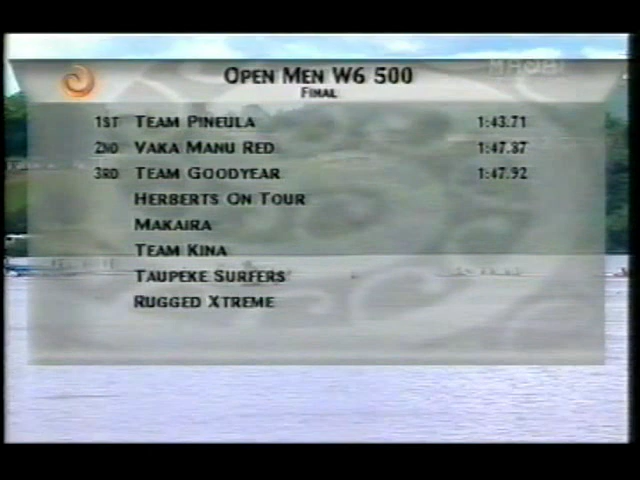 OPEN MEN W6 500
FINAL
1ST TEAM PINEULA 1:43.71
2ND VAKA MANU RED 1:47.87
3RD TEAM GOODYEAR 1:47.92
HERBERTS ON TOUR
MAKAIRA
TEAM KINA
TAUPEKE SURFERS
RUGGED XTREME